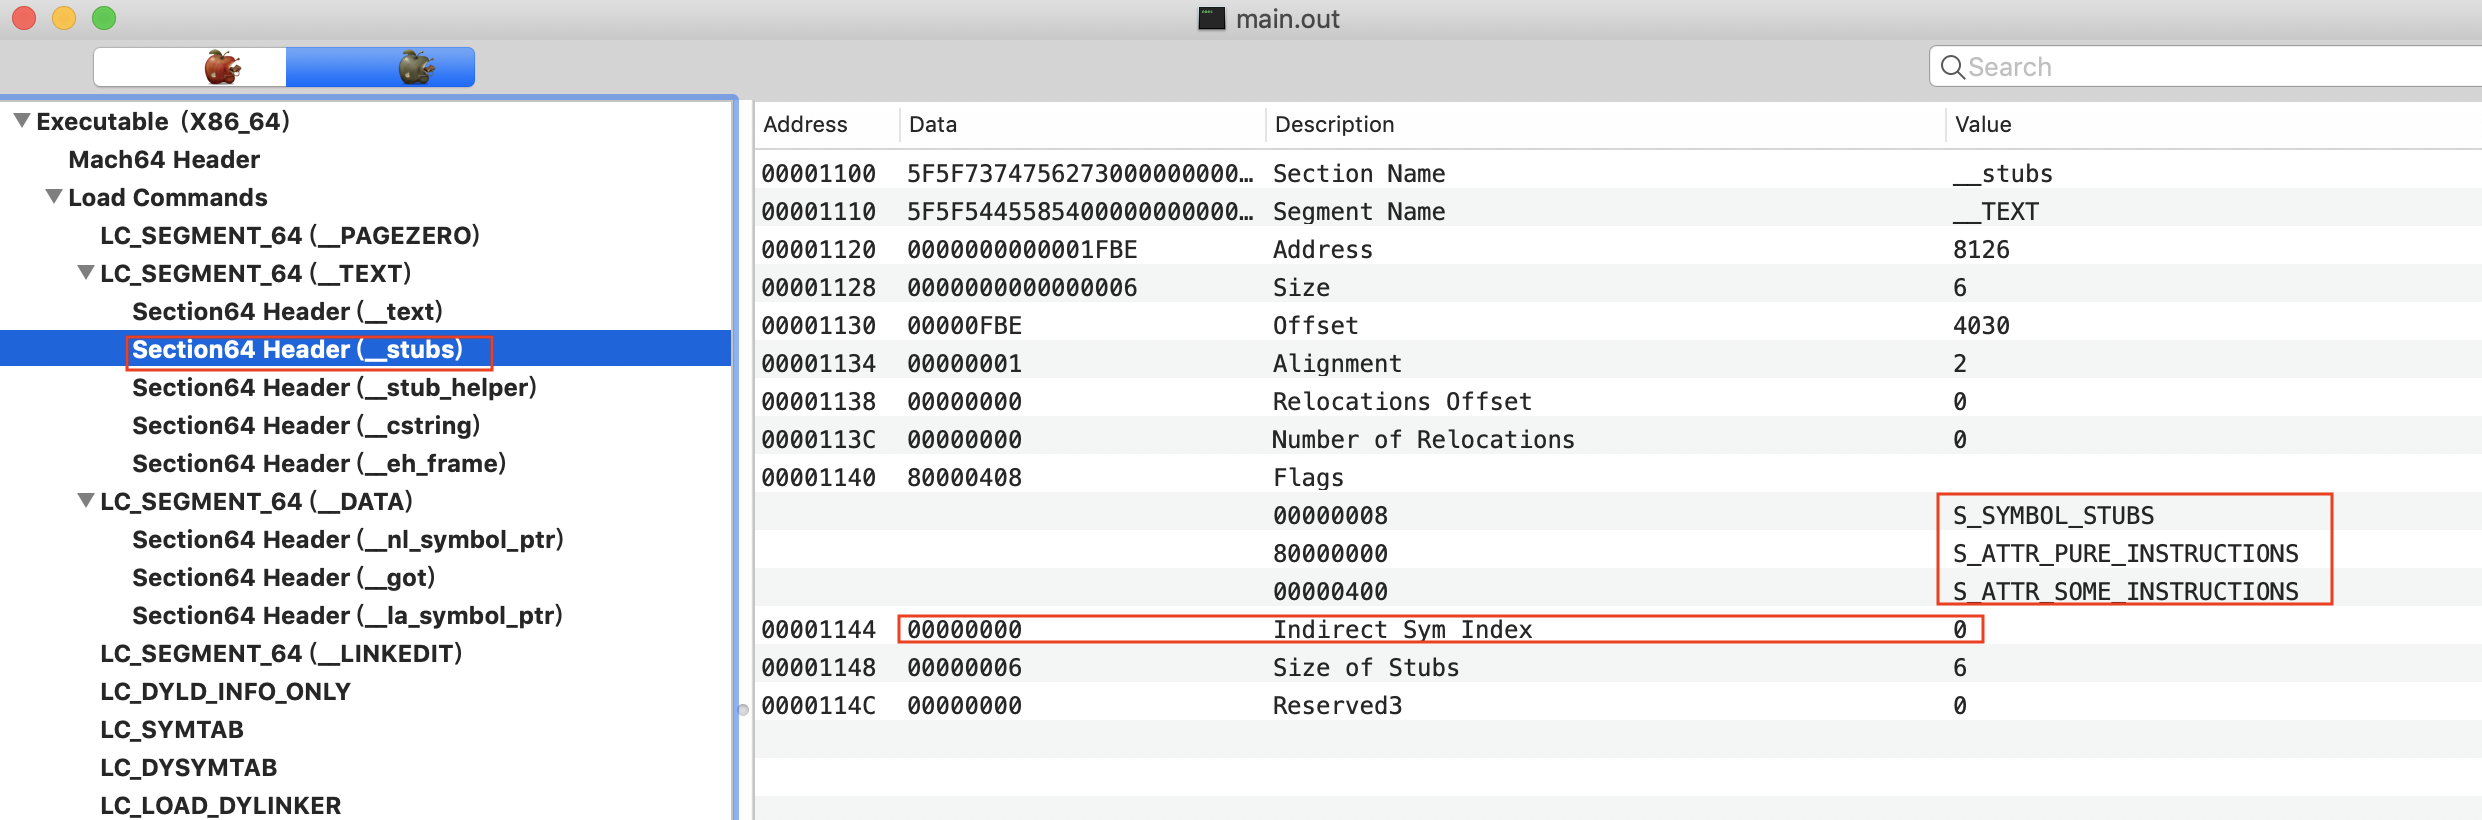 main.out
Search
Executable (X86_64)
Mach64 Header
Load Commands
LC_SEGMENT_64 (__PAGEZERO)
LC_SEGMENT_64 (__TEXT)
Section64 Header (__text)
Section64 Header (__stubs)
Section64 Header (__stub_helper)
Section64 Header (__cstring)
Section64 Header (__eh_frame)
LC_SEGMENT_64 (__DATA)
Section64 Header (__nl_symbol_ptr)
Section64 Header (__got)
Section64 Header (__la_symbol_ptr)
LC_SEGMENT_64 (__LINKEDIT)
LC_DYLD_INFO_ONLY
LC_SYMTAB
LC_DYSYMTAB
LC_LOAD_DYLINKER
Address Data Description Value
00001100 5F5F7374756273000000000… Section Name __stubs
00001110 5F5F5445585400000000000… Segment Name __TEXT
00001120 0000000000001FBE Address 8126
00001128 0000000000000006 Size 6
00001130 00000FBE Offset 4030
00001134 00000001 Alignment 2
00001138 00000000 Relocations Offset 0
0000113C 00000000 Number of Relocations 0
00001140 80000408 Flags
00000008 S_SYMBOL_STUBS
80000000 S_ATTR_PURE_INSTRUCTIONS
00000400 S_ATTR_SOME_INSTRUCTIONS
00001144 00000000 Indirect Sym Index 0
00001148 00000006 Size of Stubs 6
0000114C 00000000 Reserved3 0